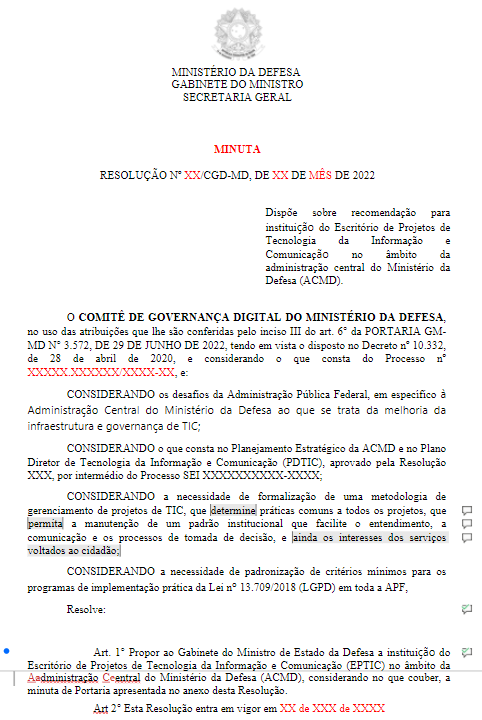 MINISTÉRIO DA DEFESA
GABINETE DO MINISTRO
SECRETARIA GERAL
MINUTA
RESOLUÇÃO Nº XX/CGD-MD, DE XX DE MÊS DE 2022
Dispõe sobre recomendação para
instituição do Escritório de Projetos de
Tecnologia da Informação e
Comunicação no âmbito da
administração central do Ministério da
Defesa (ACMD).
O COMITÊ DE GOVERNANÇA DIGITAL DO MINISTÉRIO DA DEFESA,
no uso das atribuições que lhe são conferidas pelo inciso III do art. 6° da PORTARIA GM-
MD N° 3.572, DE 29 DE JUNHO DE 2022, tendo em vista o disposto no Decreto nº 10.332,
de 28 de abril de 2020, e considerando o que consta do Processo nº
XXXXX.XXXXXX/XXXX-XX, e:
CONSIDERANDO os desafios da Administração Pública Federal, em específico à
Administração Central do Ministério da Defesa ao que se trata da melhoria da
infraestrutura e governança de TIC;
CONSIDERANDO o que consta no Planejamento Estratégico da ACMD e no Plano
Diretor de Tecnologia da Informação e Comunicação (PDTIC), aprovado pela Resolução
XXX, por intermédio do Processo SEI XXXXXXXXXX-XXXX;
CONSIDERANDO a necessidade de formalização de uma metodologia de
gerenciamento de projetos de TIC, que determine práticas comuns a todos os projetos, que
permita a manutenção de um padrão institucional que facilite o entendimento, a
comunicação e os processos de tomada de decisão, e ainda os interesses dos serviços
voltados ao cidadão;
CONSIDERANDO a necessidade de padronização de critérios mínimos para os
programas de implementação prática da Lei nº 13.709/2018 (LGPD) em toda a APF,
Resolve:
Art. 1° Propor ao Gabinete do Ministro de Estado da Defesa a instituição do
Escritório de Projetos de Tecnologia da Informação e Comunicação (EPTIC) no âmbito da
Aadministração Ccentral do Ministério da Defesa (ACMD), considerando no que couber, a
minuta de Portaria apresentada no anexo desta Resolução.
Art 2° Esta Resolução entra em vigor em XX de XXX de XXXX